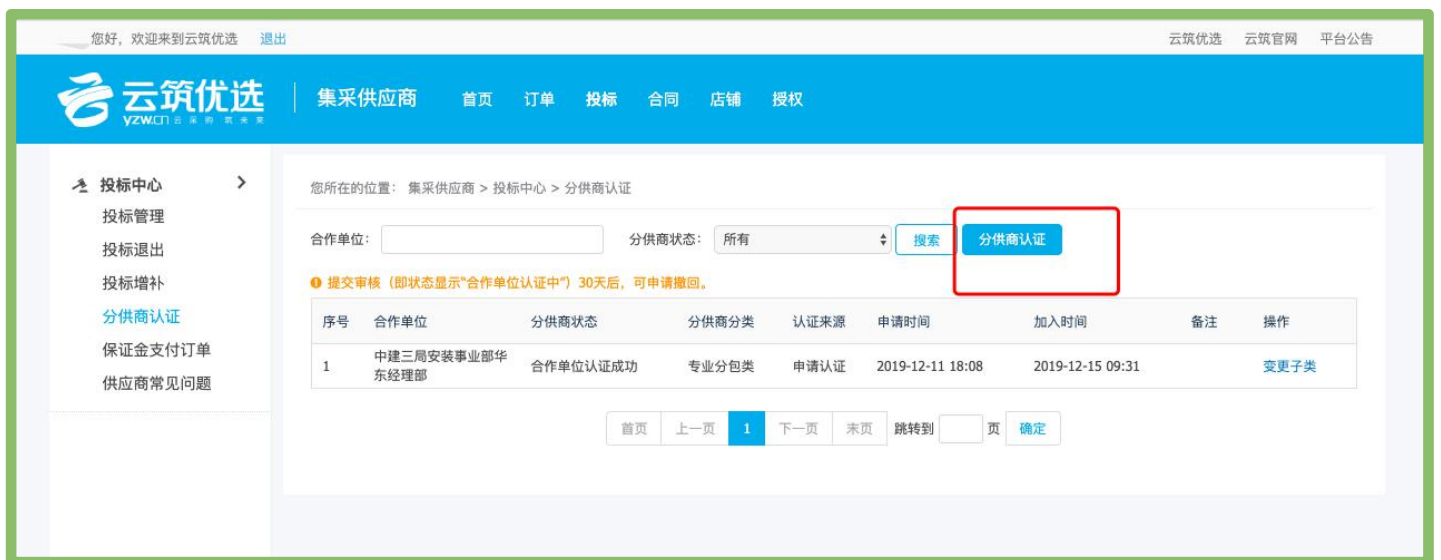 您好，欢迎来到云筑优选 退出 云筑优选 云筑官网 平台公告
云筑优选 集采供应商 首页 订单 投标 合同 店铺 授权
yzw.cn 云采购 筑未来
投标中心
投标管理
投标退出
投标增补
分供商认证
保证金支付订单
供应商常见问题
您所在的位置： 集采供应商 > 投标中心 > 分供商认证
合作单位： 分供商状态： 所有 搜索 分供商认证
提交审核（即状态显示“合作单位认证中”）30天后，可申请撤回。
序号 合作单位 分供商状态 分供商分类 认证来源 申请时间 加入时间 备注 操作
1 中建三局安装事业部华东经理部 合作单位认证成功 专业分包类 申请认证 2019-12-11 18:08 2019-12-15 09:31 变更子类
首页 上一页 1 下一页 末页 跳转到 页 确定